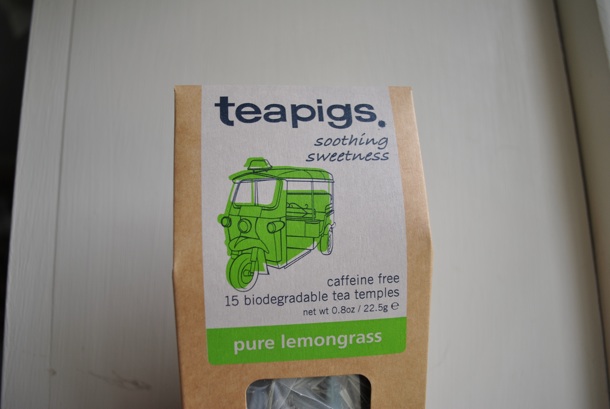 teapigs.
soothing
sweetness
caffeine free
15 biodegradable tea temples
net wt 0.8oz / 22.5g ℮
pure lemongrass